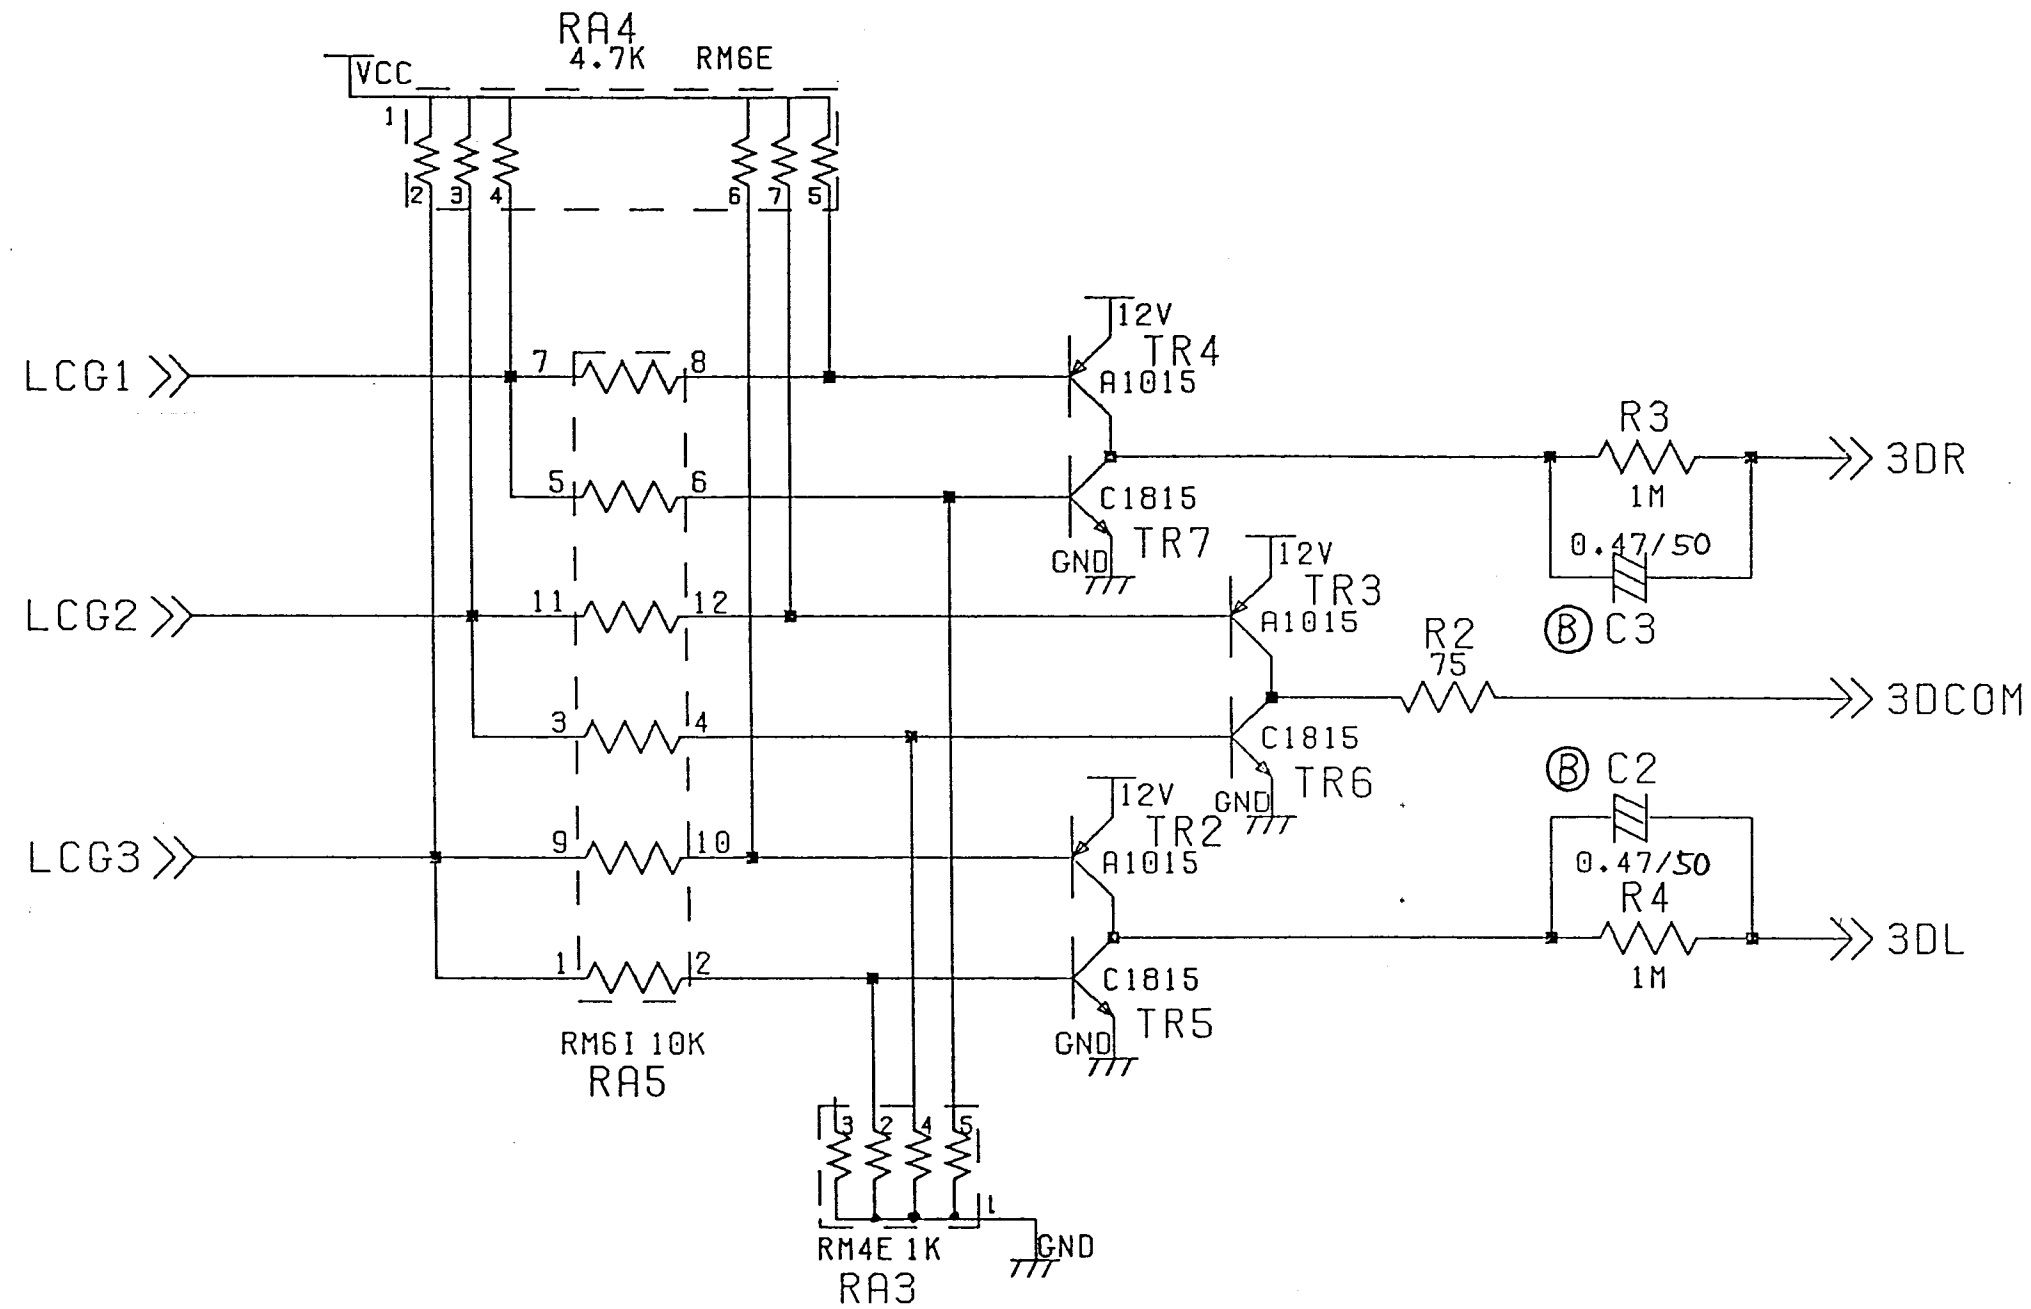 RA4
4.7K RM6E
VCC
1
2 3 4 6 7 5
12V
TR4
LCG1 7 8 A1015
R3
3DR
5 6 C1815
1M
TR7
GND
12V
0.47/50
TR3
LCG2 11 12 A1015
B C3
R2
75
3DCOM
3 4 C1815
TR6
B C2
12V
GND
TR2
LCG3 9 10 A1015
0.47/50
R4
3DL
1 2 C1815
1M
TR5
GND
RM6I 10K
RA5
3 2 4 5
1
RM4E 1K
GND
RA3